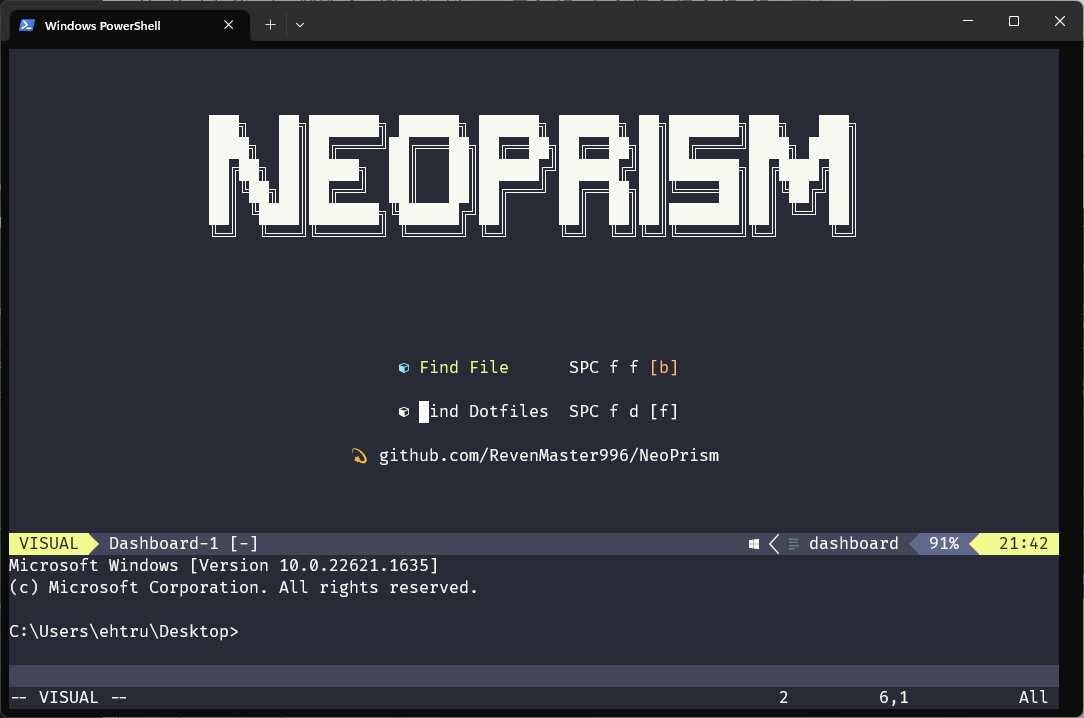 Windows PowerShell
NEOPRISM
Find File SPC f f [b]
ind Dotfiles SPC f d [f]
github.com/RevenMaster996/NeoPrism
VISUAL Dashboard-1 [-] dashboard 91% 21:42
Microsoft Windows [Version 10.0.22621.1635]
(c) Microsoft Corporation. All rights reserved.
C:\Users\ehtru\Desktop>
-- VISUAL -- 2 6,1 All